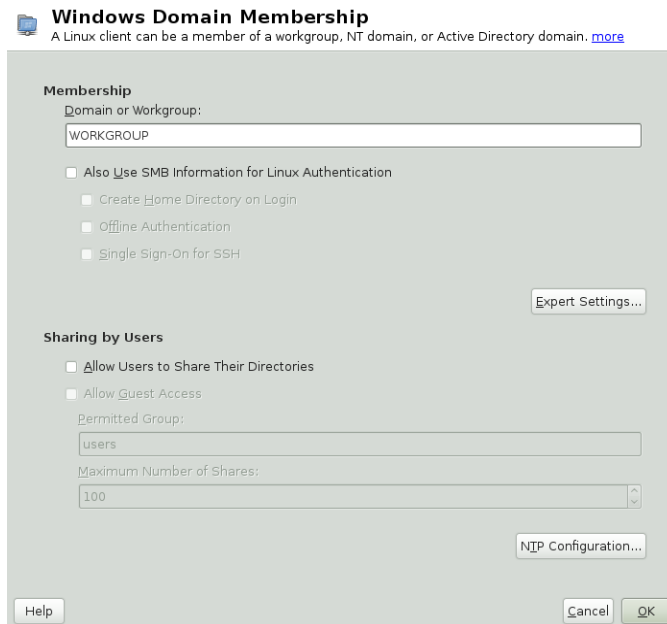 Windows Domain Membership
A Linux client can be a member of a workgroup, NT domain, or Active Directory domain. more
Membership
Domain or Workgroup:
WORKGROUP
Also Use SMB Information for Linux Authentication
Create Home Directory on Login
Offline Authentication
Single Sign-On for SSH
Expert Settings...
Sharing by Users
Allow Users to Share Their Directories
Allow Guest Access
Permitted Group:
users
Maximum Number of Shares:
100
NTP Configuration...
Help Cancel OK